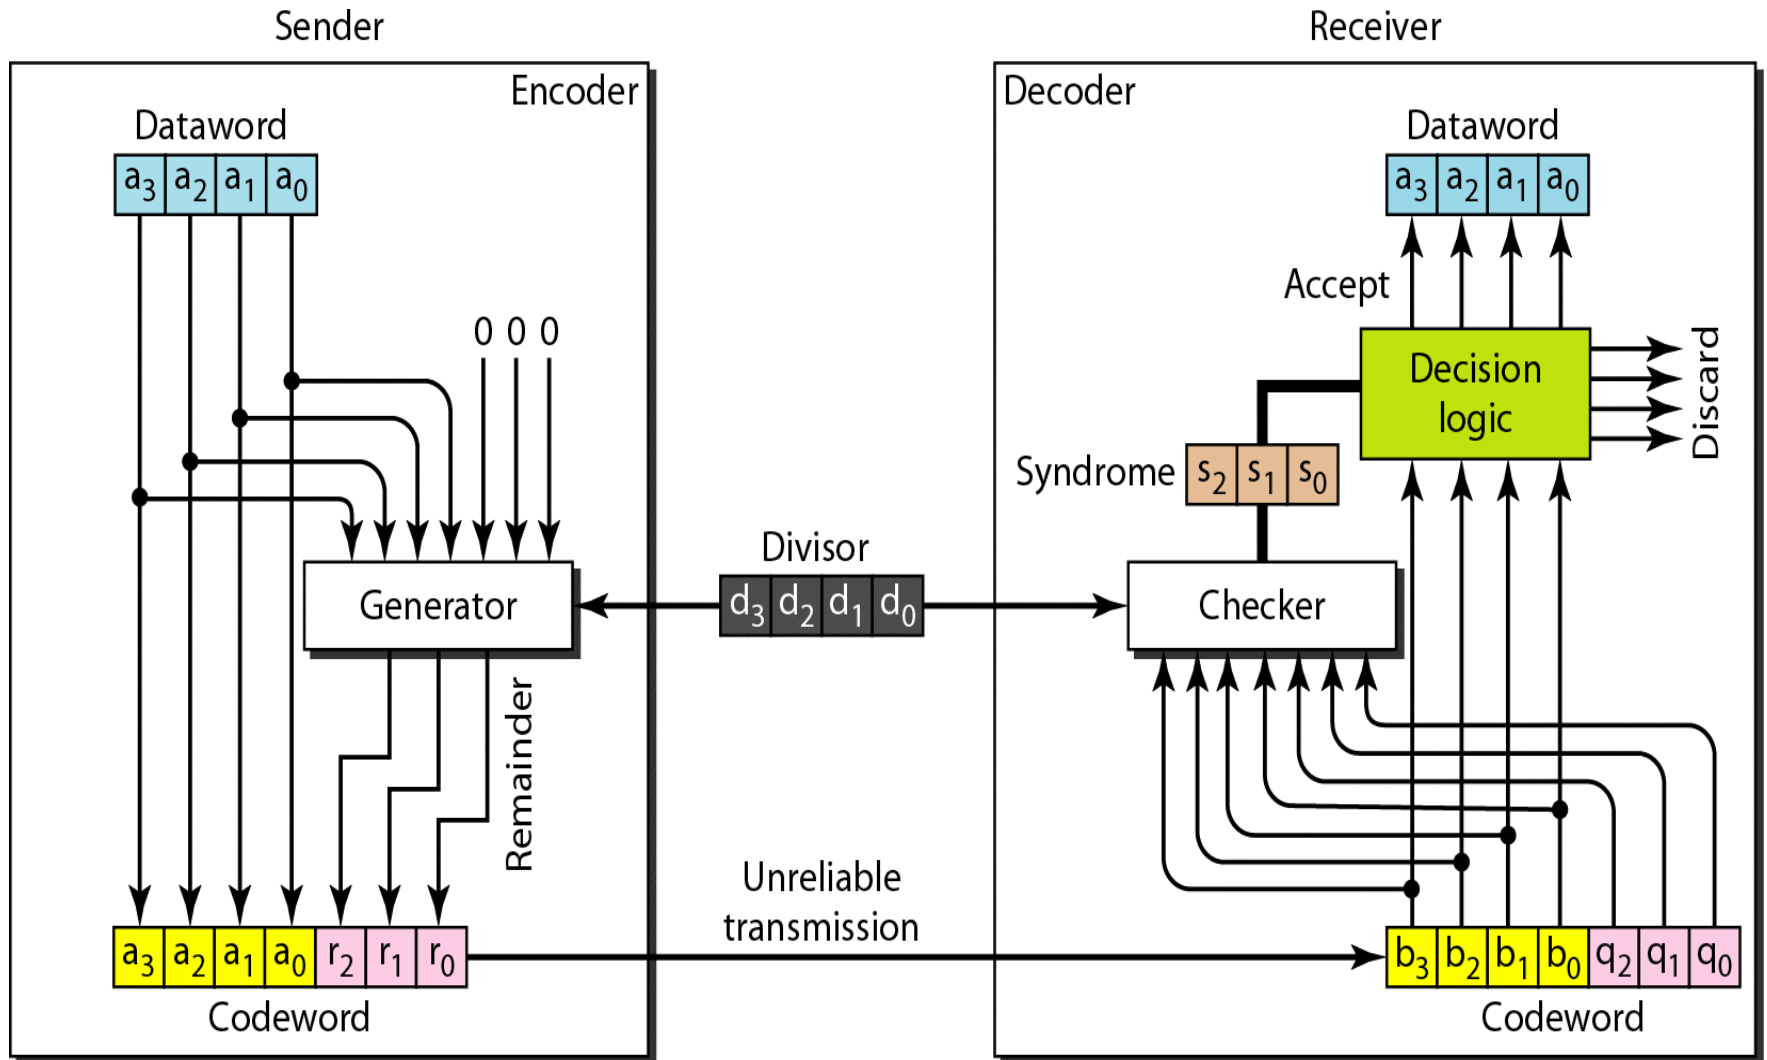 Sender
Receiver
Encoder
Decoder
Dataword
Dataword
a3 a2 a1 a0
a3 a2 a1 a0
Accept
0 0 0
Decision
logic
Discard
Syndrome
s2 s1 s0
Divisor
Generator
d3 d2 d1 d0
Checker
Remainder
Unreliable
transmission
a3 a2 a1 a0 r2 r1 r0
b3 b2 b1 b0 q2 q1 q0
Codeword
Codeword